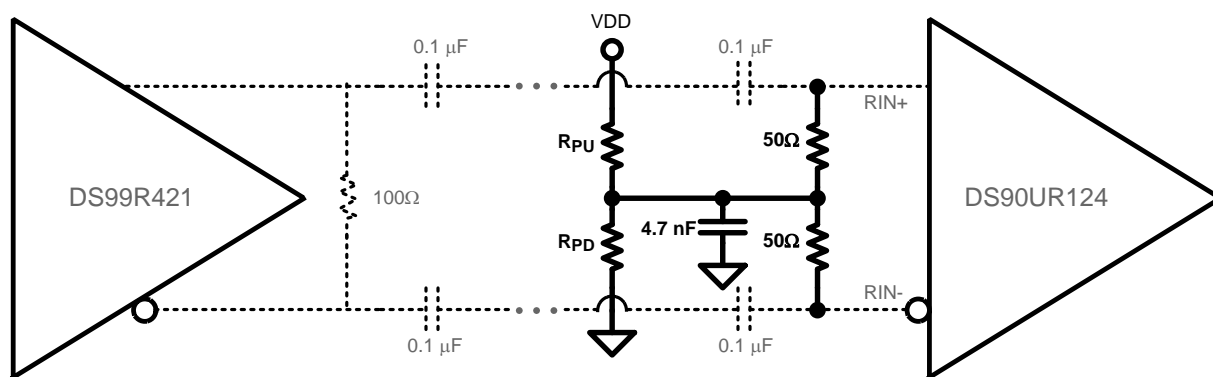 VDD
0.1 μF
0.1 μF
RIN+
RPU
50Ω
DS99R421
100Ω
DS90UR124
RPD
4.7 nF
50Ω
RIN-
0.1 μF
0.1 μF